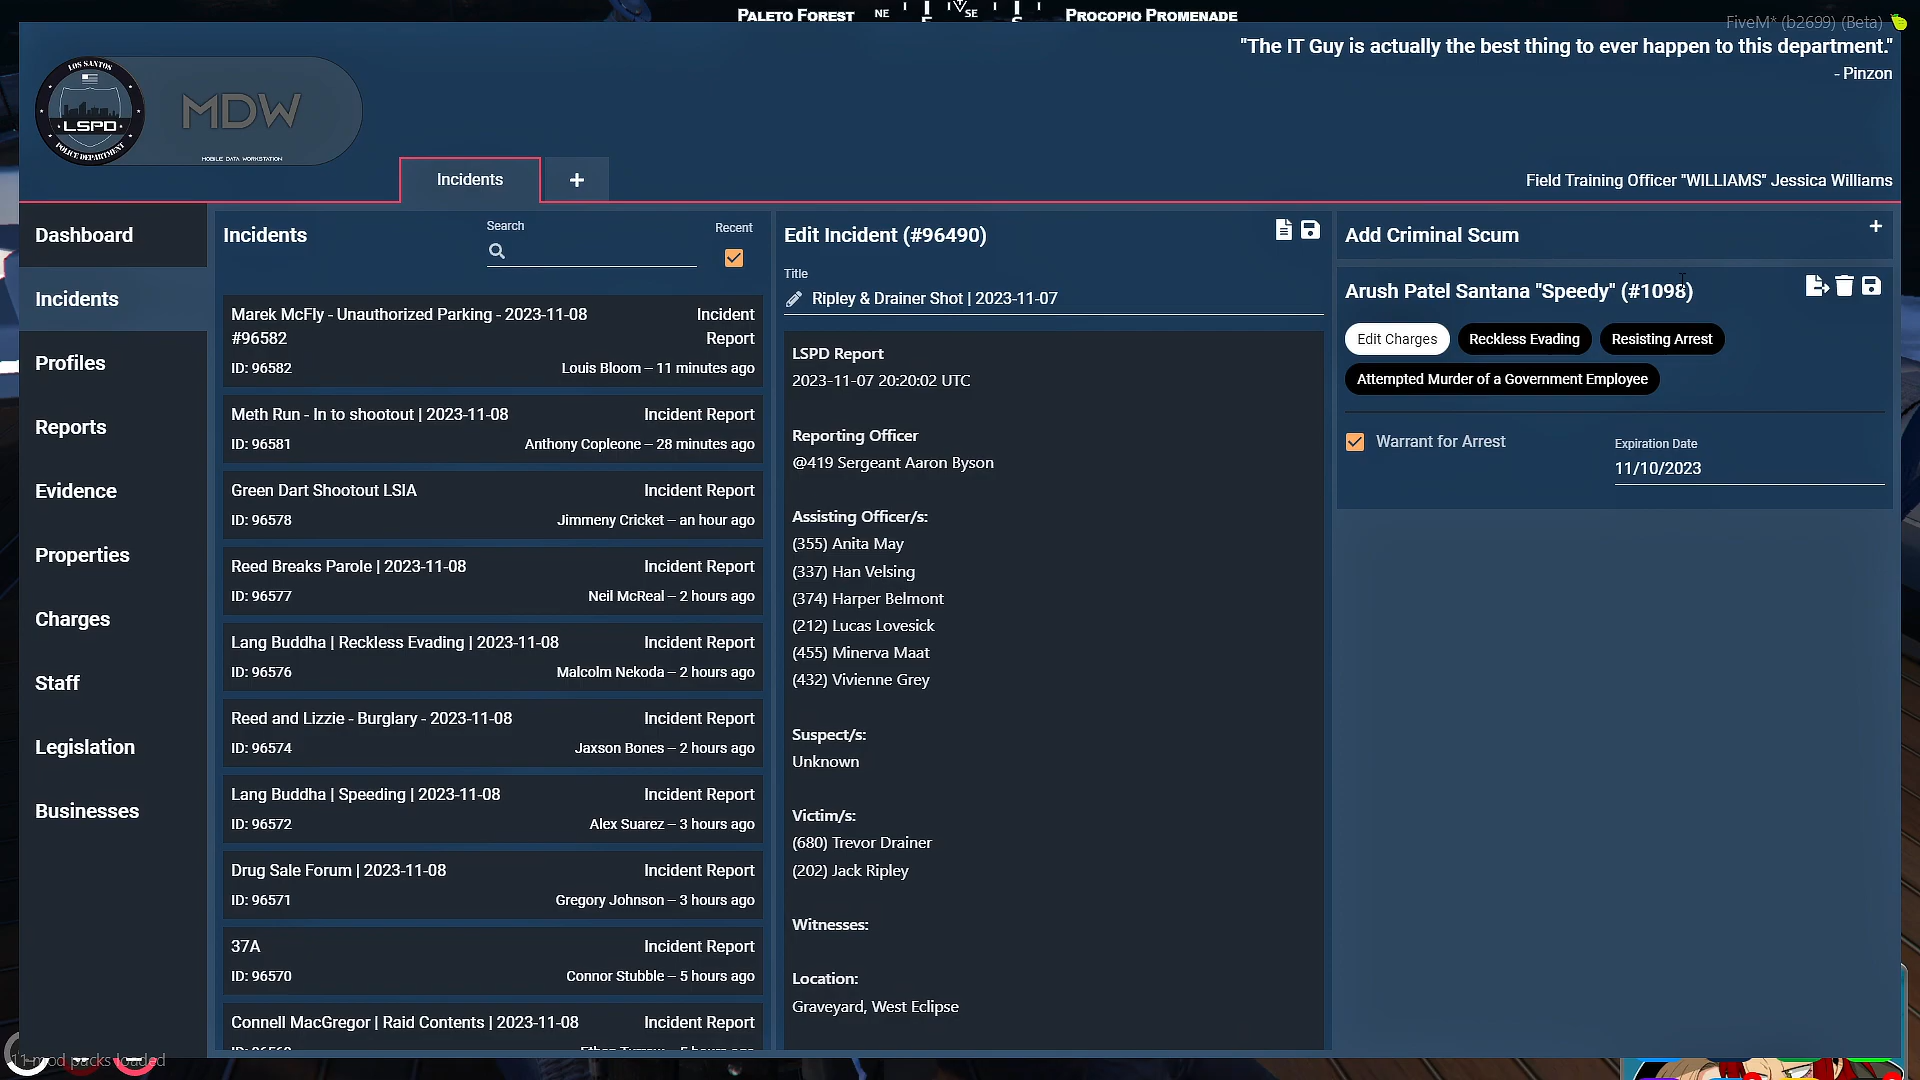 PALETO FOREST NE E SE S PROCOPIO PROMENADE
FiveM* (b2699) (Beta)
"The IT Guy is actually the best thing to ever happen to this department."
- Pinzon
LOS SANTOS
LSPD
POLICE DEPARTMENT
MDW
MOBILE DATA WORKSTATION
Incidents
+
Field Training Officer "WILLIAMS" Jessica Williams
Dashboard
Incidents
Profiles
Reports
Evidence
Properties
Charges
Staff
Legislation
Businesses
Incidents
Search
Recent
Marek McFly - Unauthorized Parking - 2023-11-08 Incident
#96582 Report
ID: 96582 Louis Bloom – 11 minutes ago
Meth Run - In to shootout | 2023-11-08 Incident Report
ID: 96581 Anthony Copleone – 28 minutes ago
Green Dart Shootout LSIA Incident Report
ID: 96578 Jimmeny Cricket – an hour ago
Reed Breaks Parole | 2023-11-08 Incident Report
ID: 96577 Neil McReal – 2 hours ago
Lang Buddha | Reckless Evading | 2023-11-08 Incident Report
ID: 96576 Malcolm Nekoda – 2 hours ago
Reed and Lizzie - Burglary - 2023-11-08 Incident Report
ID: 96574 Jaxson Bones – 2 hours ago
Lang Buddha | Speeding | 2023-11-08 Incident Report
ID: 96572 Alex Suarez – 3 hours ago
Drug Sale Forum | 2023-11-08 Incident Report
ID: 96571 Gregory Johnson – 3 hours ago
37A Incident Report
ID: 96570 Connor Stubble – 5 hours ago
Connell MacGregor | Raid Contents | 2023-11-08 Incident Report
Edit Incident (#96490)
Title
Ripley & Drainer Shot | 2023-11-07
LSPD Report
2023-11-07 20:20:02 UTC
Reporting Officer
@419 Sergeant Aaron Byson
Assisting Officer/s:
(355) Anita May
(337) Han Velsing
(374) Harper Belmont
(212) Lucas Lovesick
(455) Minerva Maat
(432) Vivienne Grey
Suspect/s:
Unknown
Victim/s:
(680) Trevor Drainer
(202) Jack Ripley
Witnesses:
Location:
Graveyard, West Eclipse
Add Criminal Scum
+
Arush Patel Santana "Speedy" (#1098)
Edit Charges Reckless Evading Resisting Arrest
Attempted Murder of a Government Employee
Warrant for Arrest
Expiration Date
11/10/2023
11 mod packs loaded